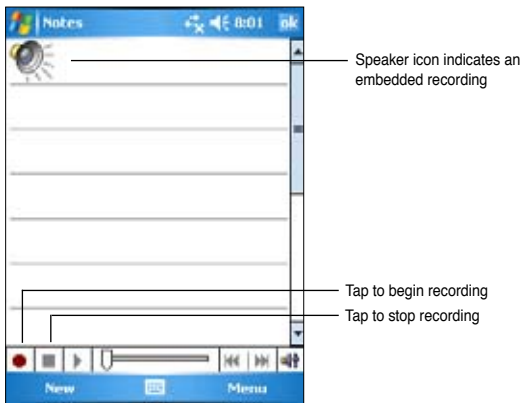 Notes 8:01 ok
Speaker icon indicates an
embedded recording
Tap to begin recording
Tap to stop recording
New Menu